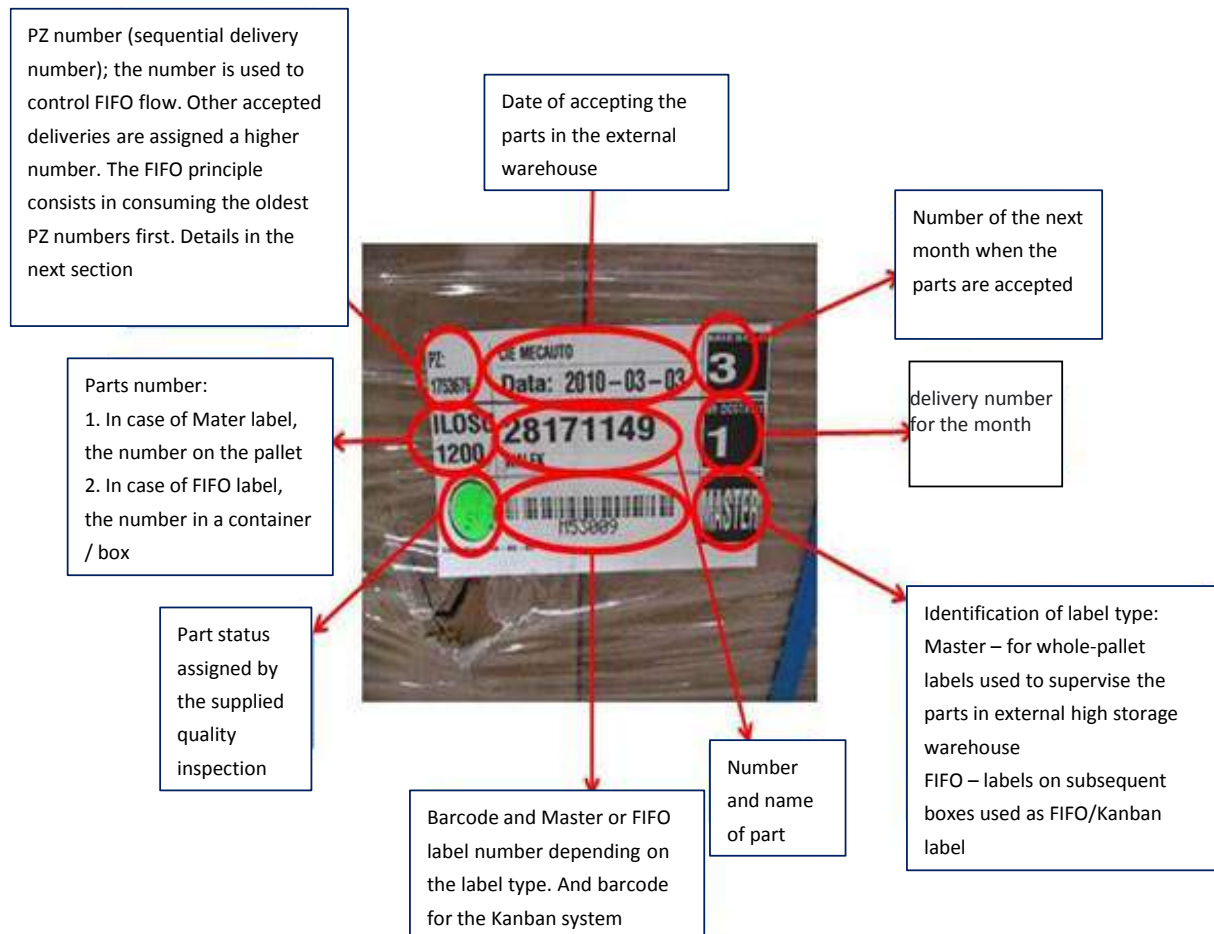 PZ number (sequential delivery
number); the number is used to
control FIFO flow. Other accepted
deliveries are assigned a higher
number. The FIFO principle
consists in consuming the oldest
PZ numbers first. Details in the
next section
Date of accepting the
parts in the external
warehouse
Number of the next
month when the
parts are accepted
delivery number
for the month
Parts number:
1. In case of Mater label,
the number on the pallet
2. In case of FIFO label,
the number in a container
/ box
PZ:
1753676
CIE MECAUTO
Data: 2010-03-03
3
ILOSC
1200
28171149
1
M53009
MASTER
Part status
assigned by
the supplied
quality
inspection
Barcode and Master or FIFO
label number depending on
the label type. And barcode
for the Kanban system
Number
and name
of part
Identification of label type:
Master – for whole-pallet
labels used to supervise the
parts in external high storage
warehouse
FIFO – labels on subsequent
boxes used as FIFO/Kanban
label